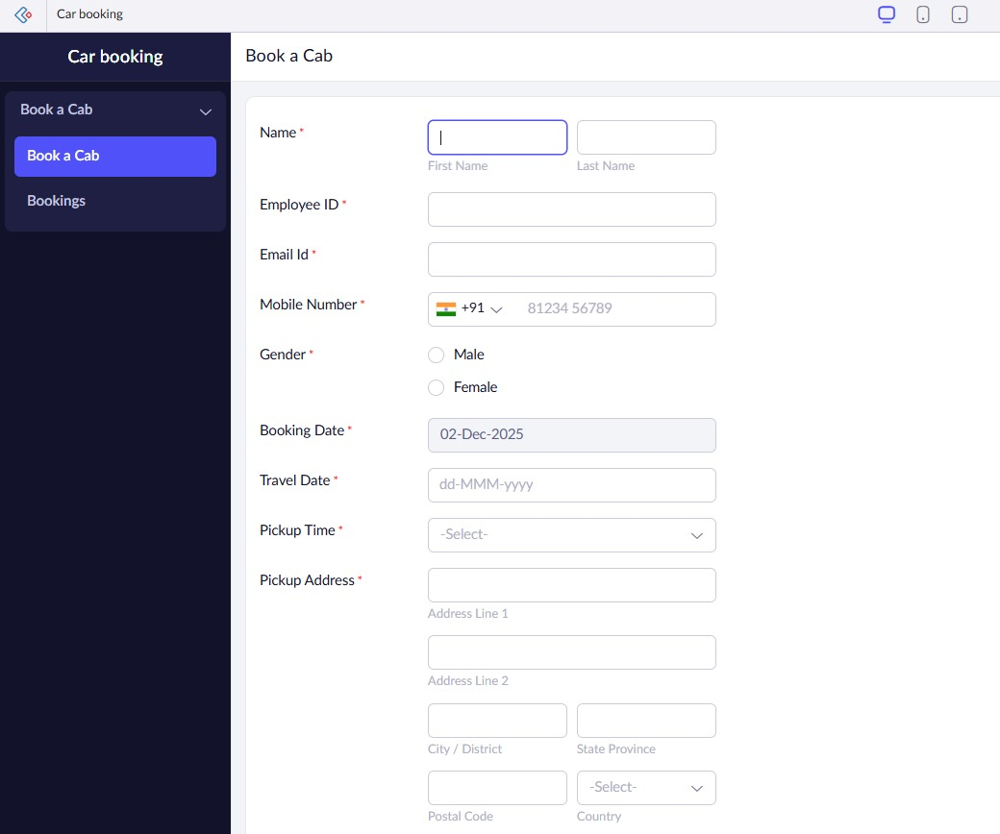 Car booking
Car booking
Book a Cab
Book a Cab
Book a Cab
Bookings
Name *
First Name Last Name
Employee ID *
Email Id *
Mobile Number *
+91 81234 56789
Gender *
Male
Female
Booking Date *
02-Dec-2025
Travel Date *
dd-MMM-yyyy
Pickup Time *
-Select-
Pickup Address *
Address Line 1
Address Line 2
City / District State Province
-Select-
Postal Code Country